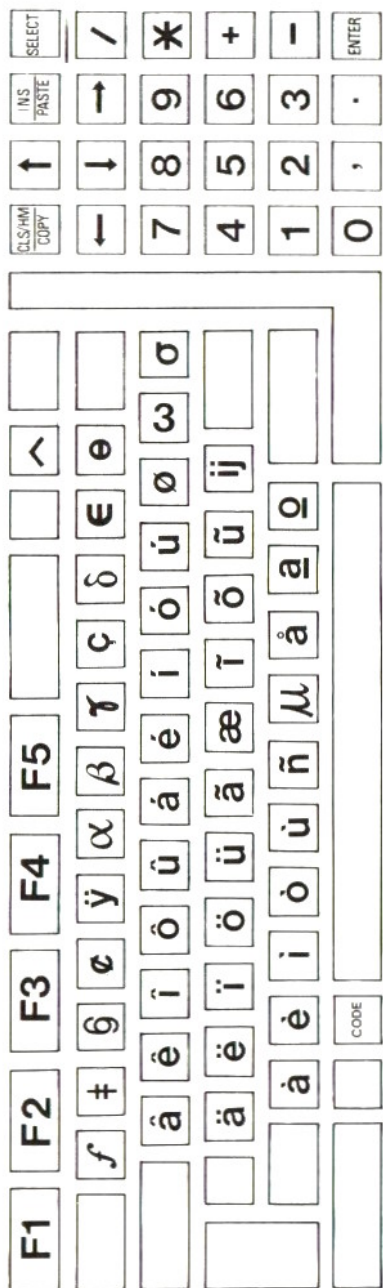 F1 F2 F3 F4 F5 ^ CLS/HM ↑ INS SELECT
COPY PASTE
ƒ ‡ § ¢ ÿ α β γ ç δ ∈ θ ← ↓ → /
â ê î ô û á é í ó ú ø ω σ 7 8 9 *
ä ë ï ö ü ã æ ĩ õ ũ ij 4 5 6 +
à è ì ò ù ñ µ å a̲ o̲ 1 2 3 -
CODE 0 , . ENTER